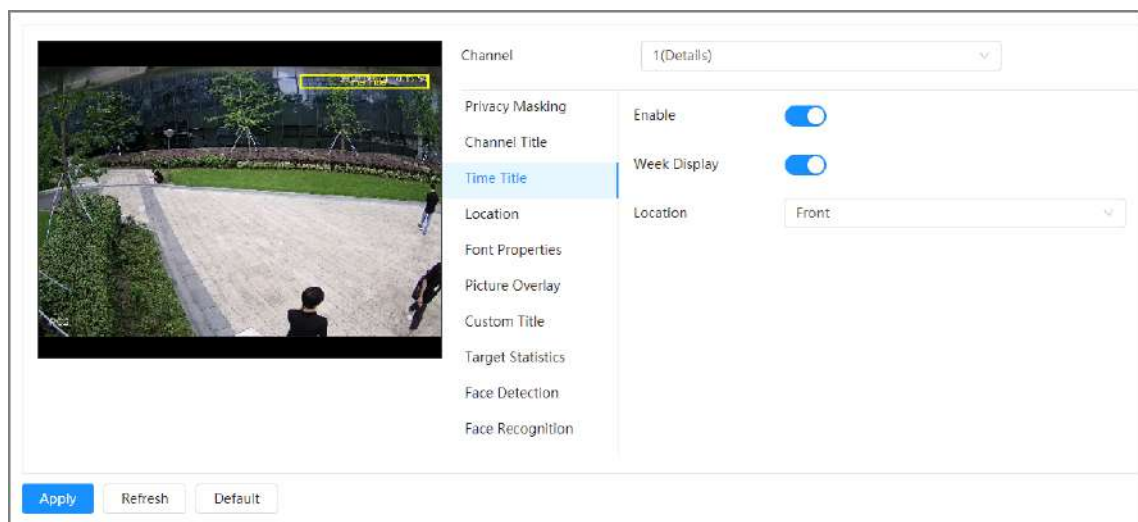 Channel
1(Details)
Privacy Masking
Channel Title
Time Title
Location
Font Properties
Picture Overlay
Custom Title
Target Statistics
Face Detection
Face Recognition
Enable
Week Display
Location
Front
Apply
Refresh
Default